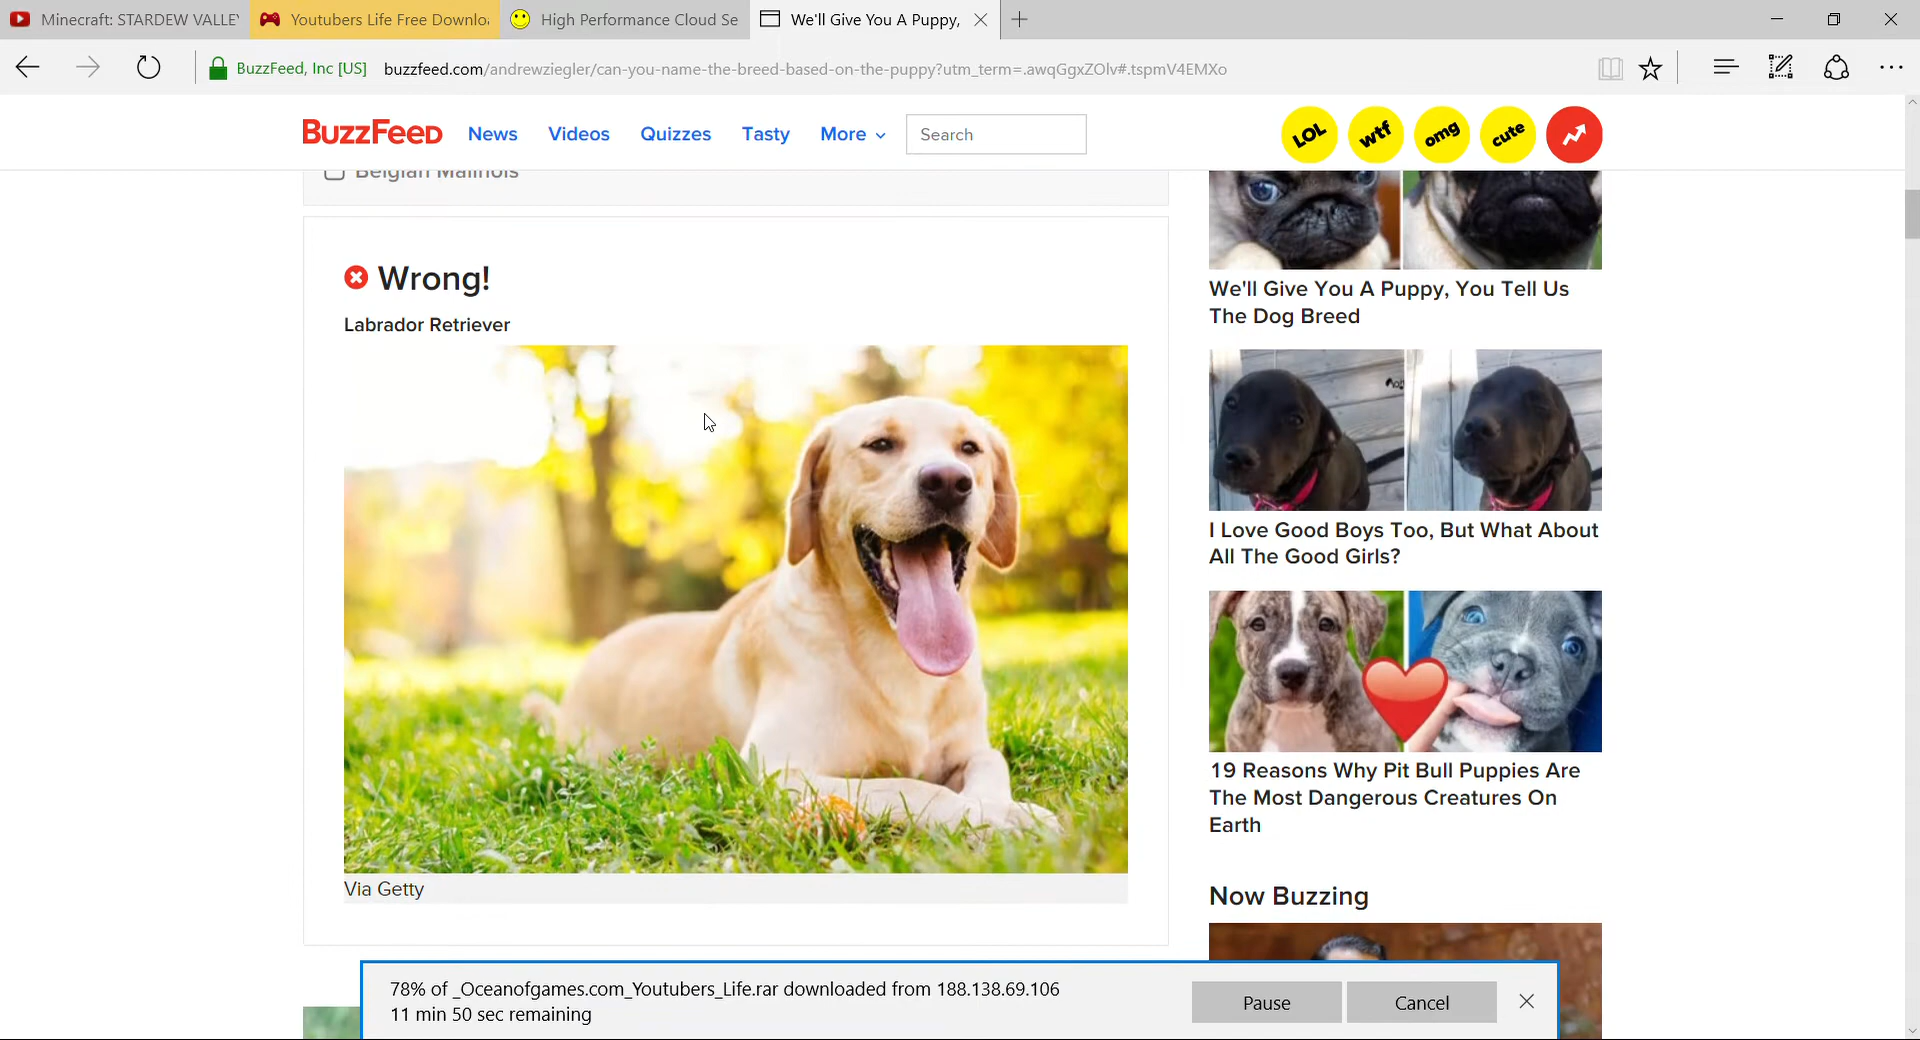 Minecraft: STARDEW VALLEY
Youtubers Life Free Downlo
High Performance Cloud Se
We'll Give You A Puppy,
BuzzFeed, Inc [US]
buzzfeed.com/andrewziegler/can-you-name-the-breed-based-on-the-puppy?utm_term=.awqGgxZOlv#.tspmV4EMXo
BuzzFeed
News
Videos
Quizzes
Tasty
More
Search
LOL
wtf
omg
cute
Belgian Malinois
Wrong!
Labrador Retriever
Via Getty
We'll Give You A Puppy, You Tell Us
The Dog Breed
I Love Good Boys Too, But What About
All The Good Girls?
19 Reasons Why Pit Bull Puppies Are
The Most Dangerous Creatures On
Earth
Now Buzzing
78% of _Oceanofgames.com_Youtubers_Life.rar downloaded from 188.138.69.106
11 min 50 sec remaining
Pause
Cancel